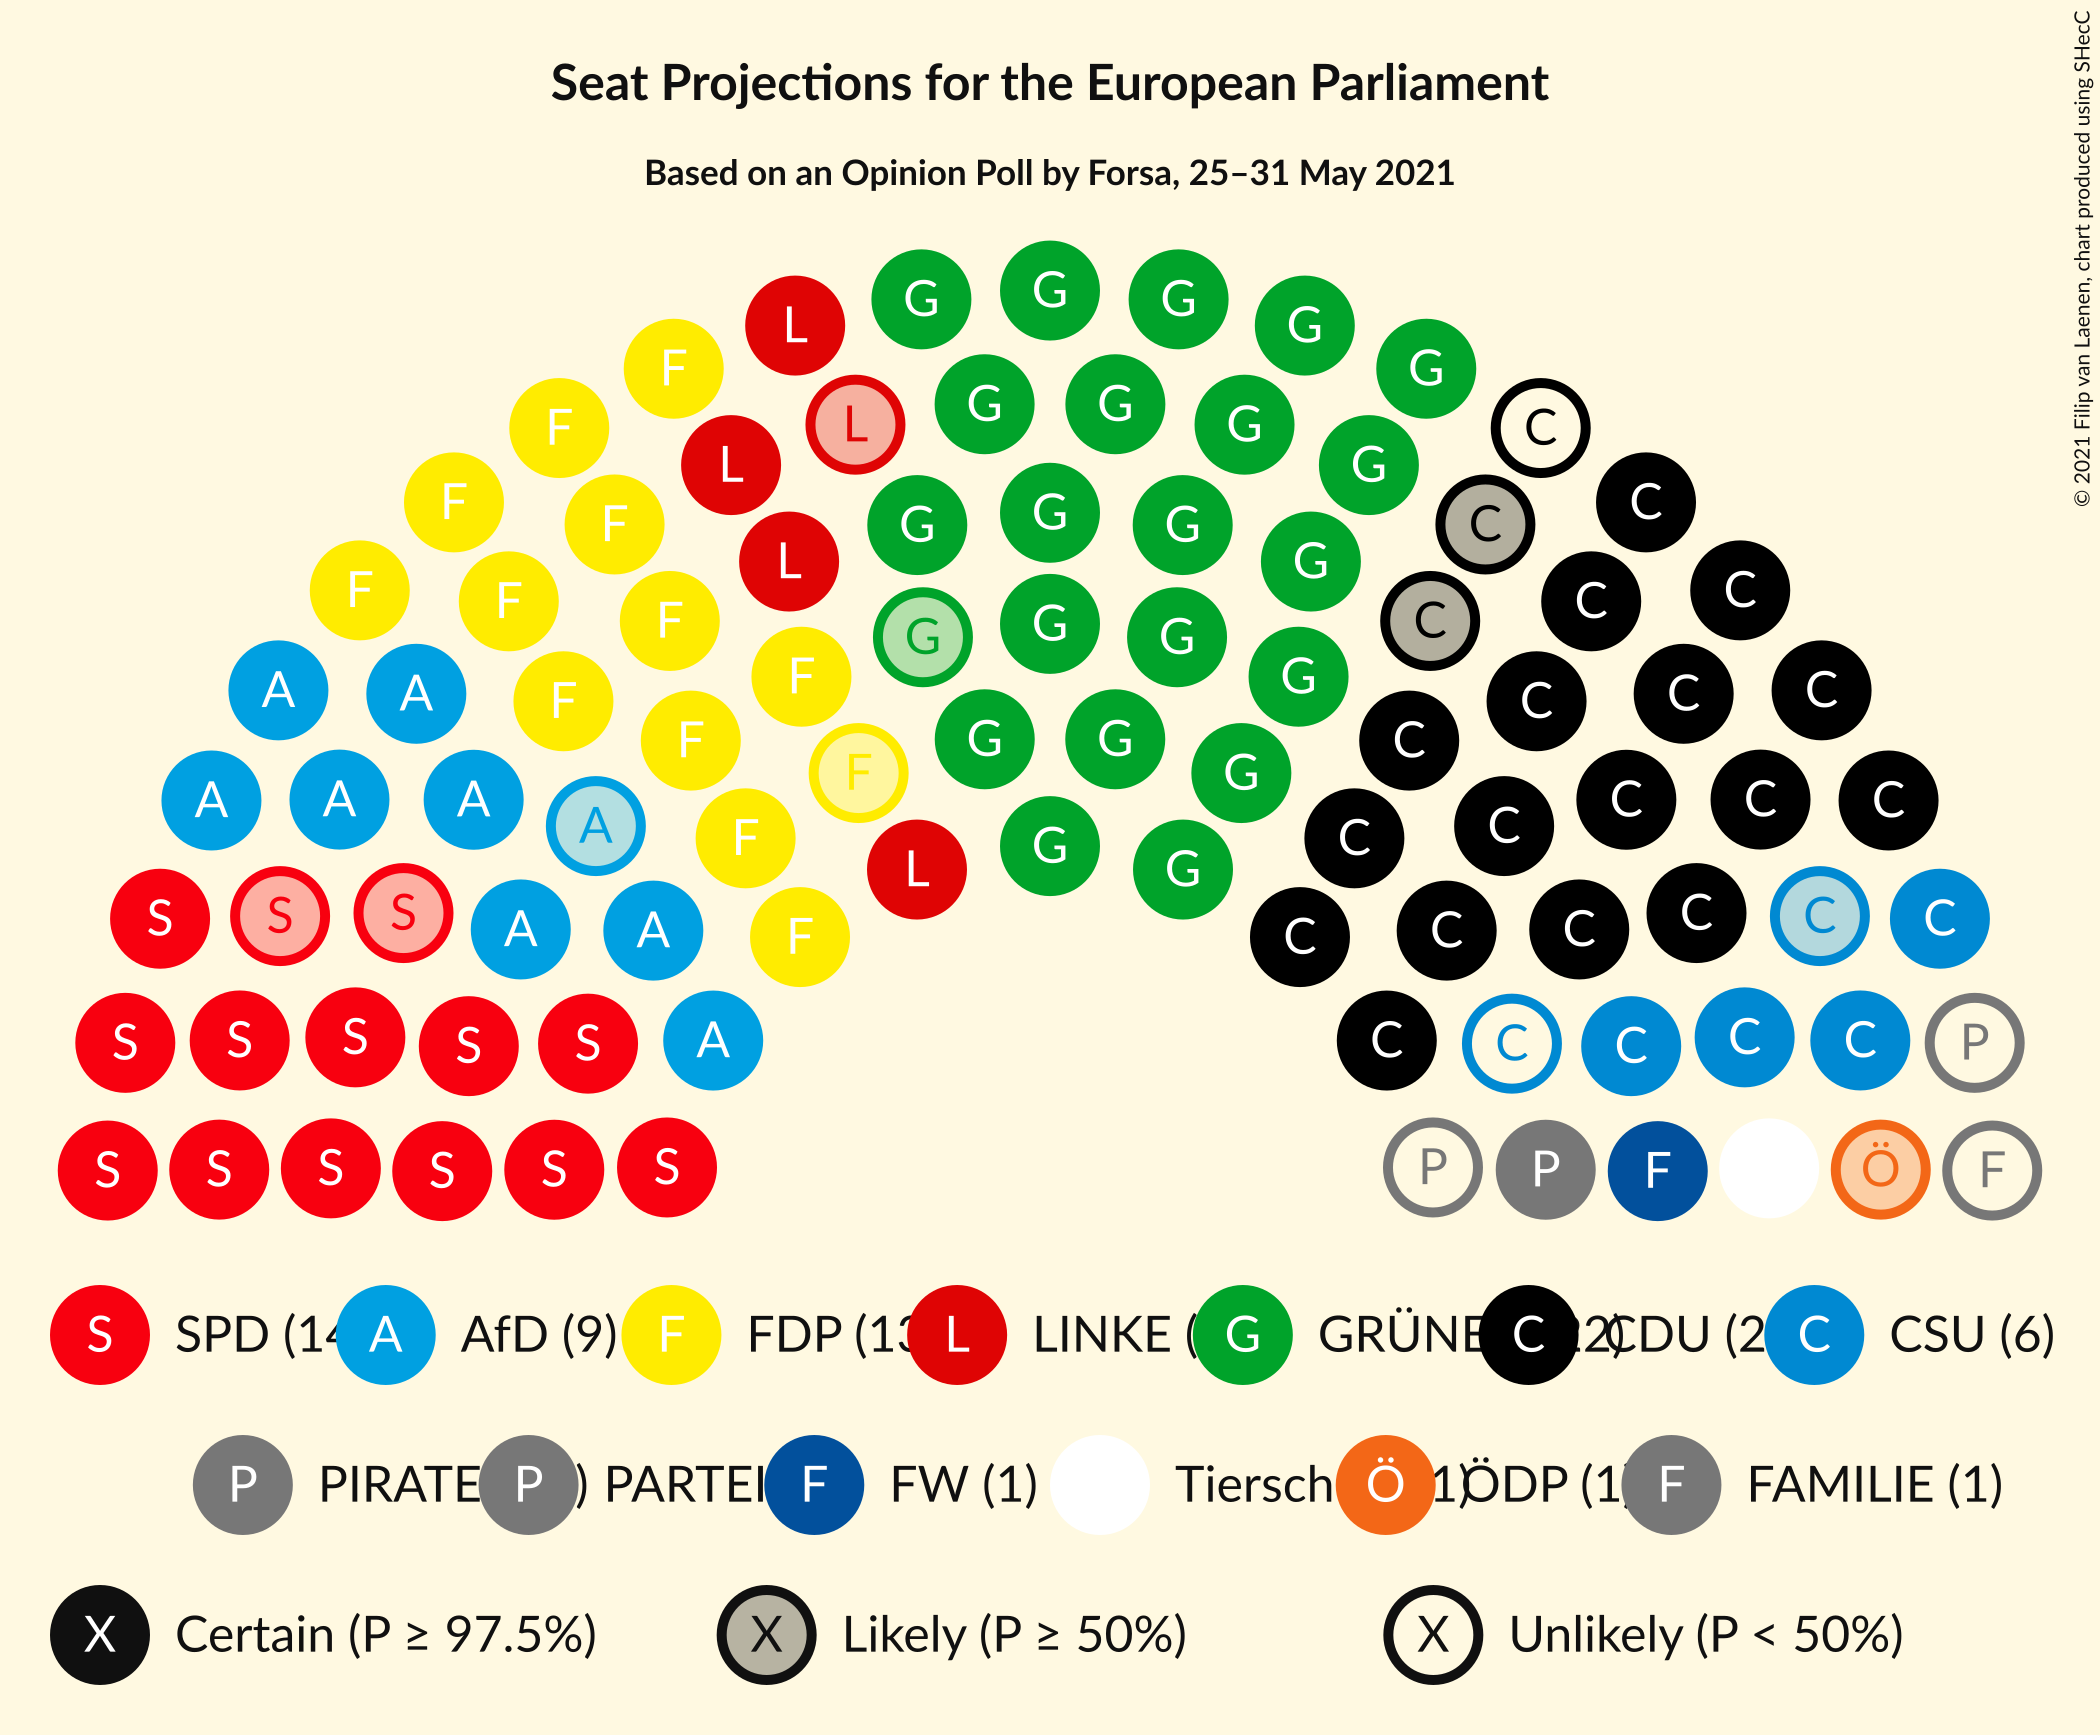 Seat Projections for the European Parliament
Based on an Opinion Poll by Forsa, 25–31 May 2021
© 2021 Filip van Laenen, chart produced using SHecC
L G G G G
F G
F L G G G C
L G
F C
F G G G C
L G
F F C C
F G G G C
A A F F G C C C
F G G C
F G
A A A C C C
A F G C C
L G
S S S A A F C C C C C C
S S S S S A C C C C C P
S S S S S S P P F Ö F
S SPD (14 A AfD (9) F FDP (13 L LINKE ( G GRÜNE C 22) CDU (2 C CSU (6)
P PIRATE P ) PARTEI F FW (1) Tiersch Ö 1) ÖDP (1) F FAMILIE (1)
X Certain (P ≥ 97.5%) X Likely (P ≥ 50%) X Unlikely (P < 50%)